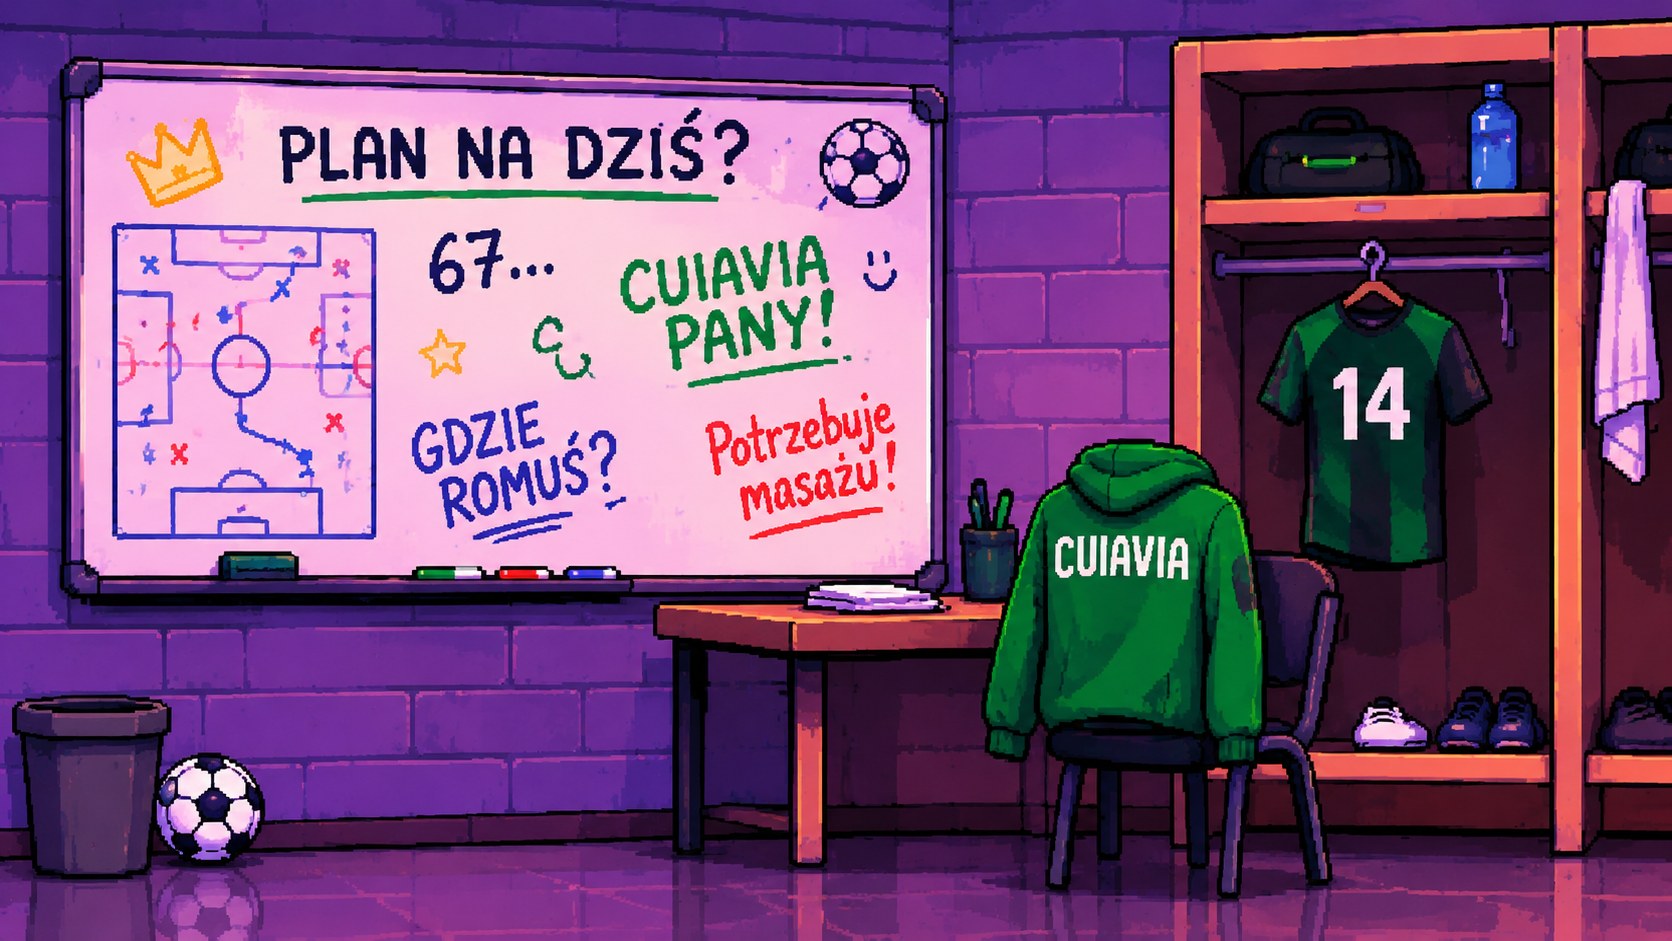 PLAN NA DZIŚ?
67...
CUIAVIA
PANY!
GDZIE
ROMUŚ?
Potrzebuje
masażu!
CUIAVIA
14